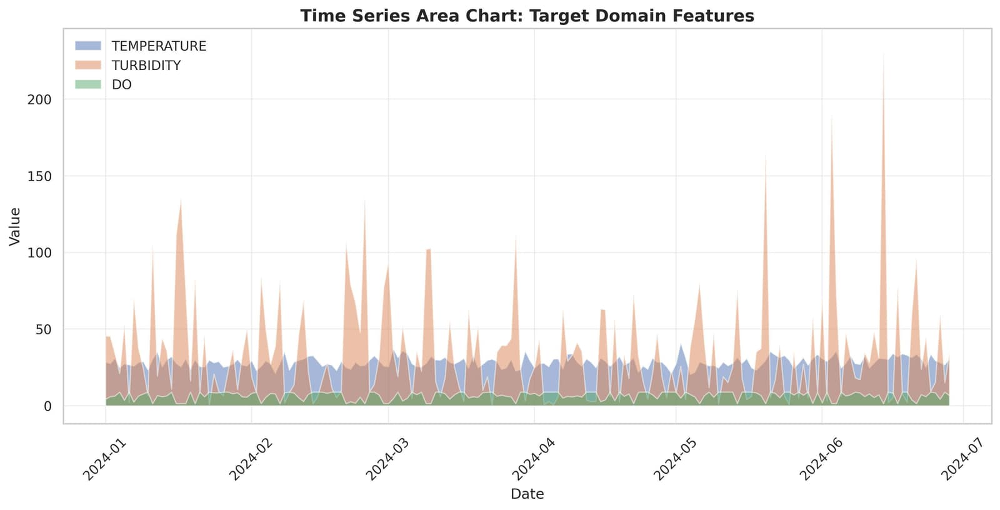 Time Series Area Chart: Target Domain Features
TEMPERATURE
TURBIDITY
DO
Value
200
150
100
50
0
2024-01
2024-02
2024-03
2024-04
2024-05
2024-06
2024-07
Date